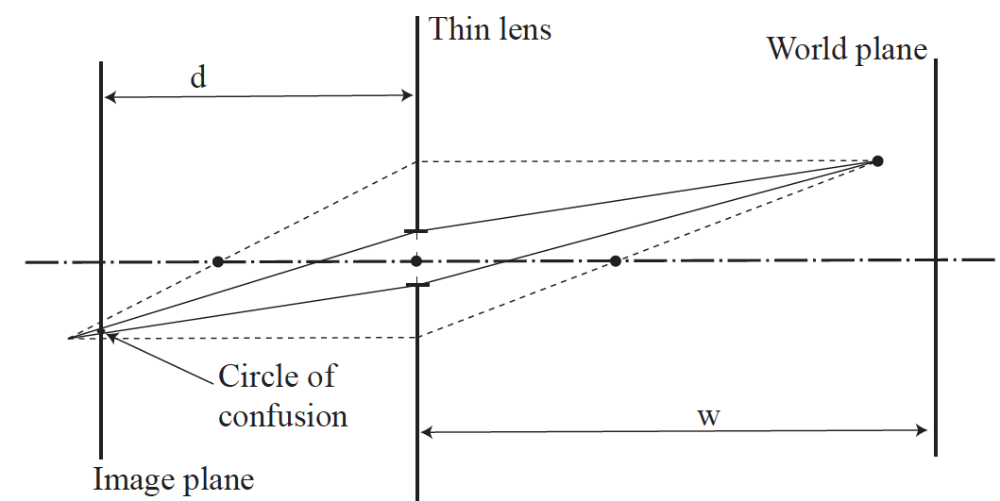 Thin lens
World plane
d
Circle of
confusion
w
Image plane